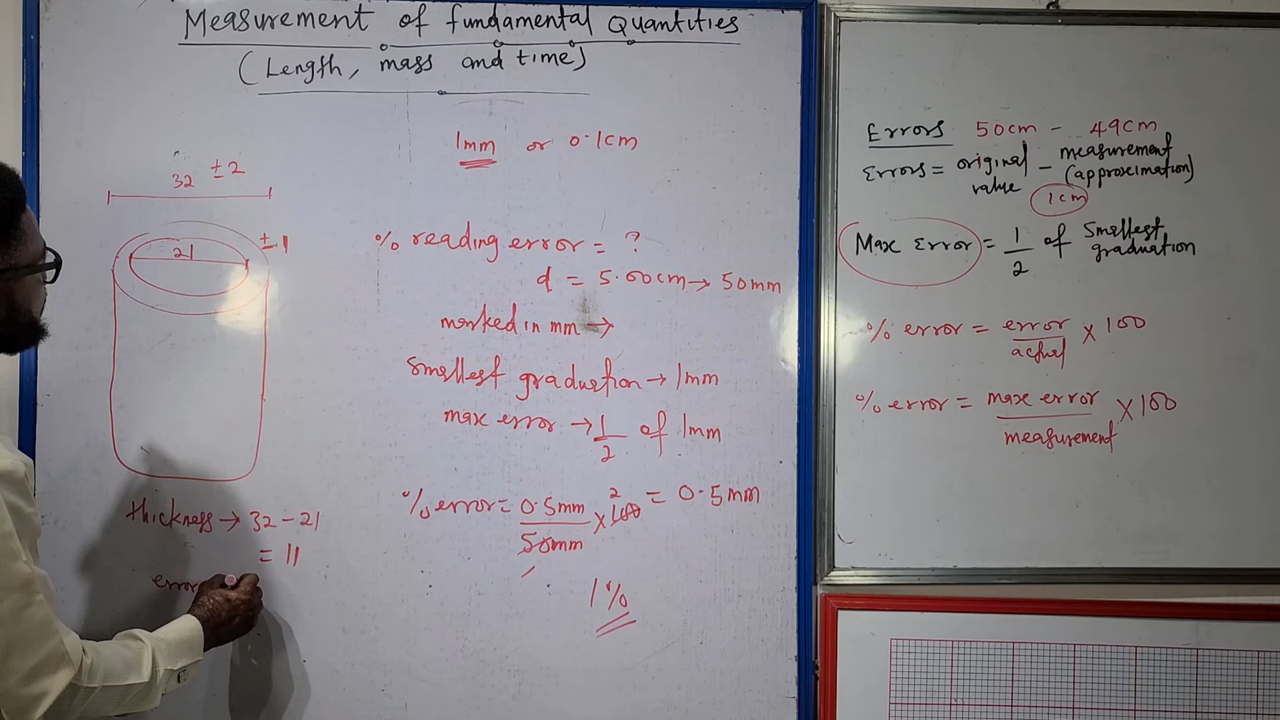 Measurement of fundamental Quantities
(Length, mass and time)
1mm or 0.1cm
32 ±2
21 ±1
thickness → 32 - 21
= 11
error
% reading error = ?
d = 5.00cm → 50mm
marked in mm →
Smallest graduation → 1mm
max error → 1/2 of 1mm
% error = 0.5mm/50mm × 100 2 = 0.5mm
1%
Errors 50cm - 49cm
Errors = original value - measurement (approximation)
1cm
Max Error = 1/2 of Smallest graduation
% error = error/actual × 100
% error = max error/measurement × 100